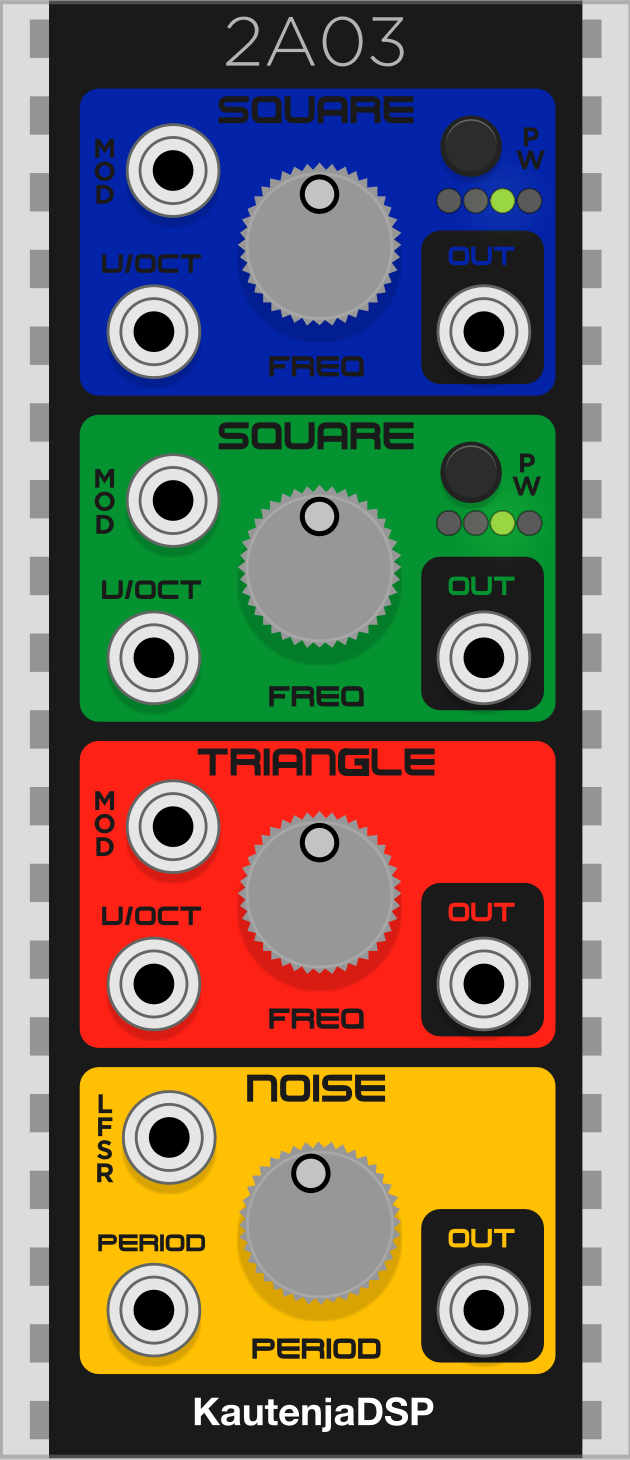 2A03
SQUARE
MOD
PW
V/OCT
OUT
FREQ
SQUARE
MOD
PW
V/OCT
OUT
FREQ
TRIANGLE
MOD
V/OCT
OUT
FREQ
NOISE
LFSR
PERIOD
OUT
PERIOD
KautenjaDSP